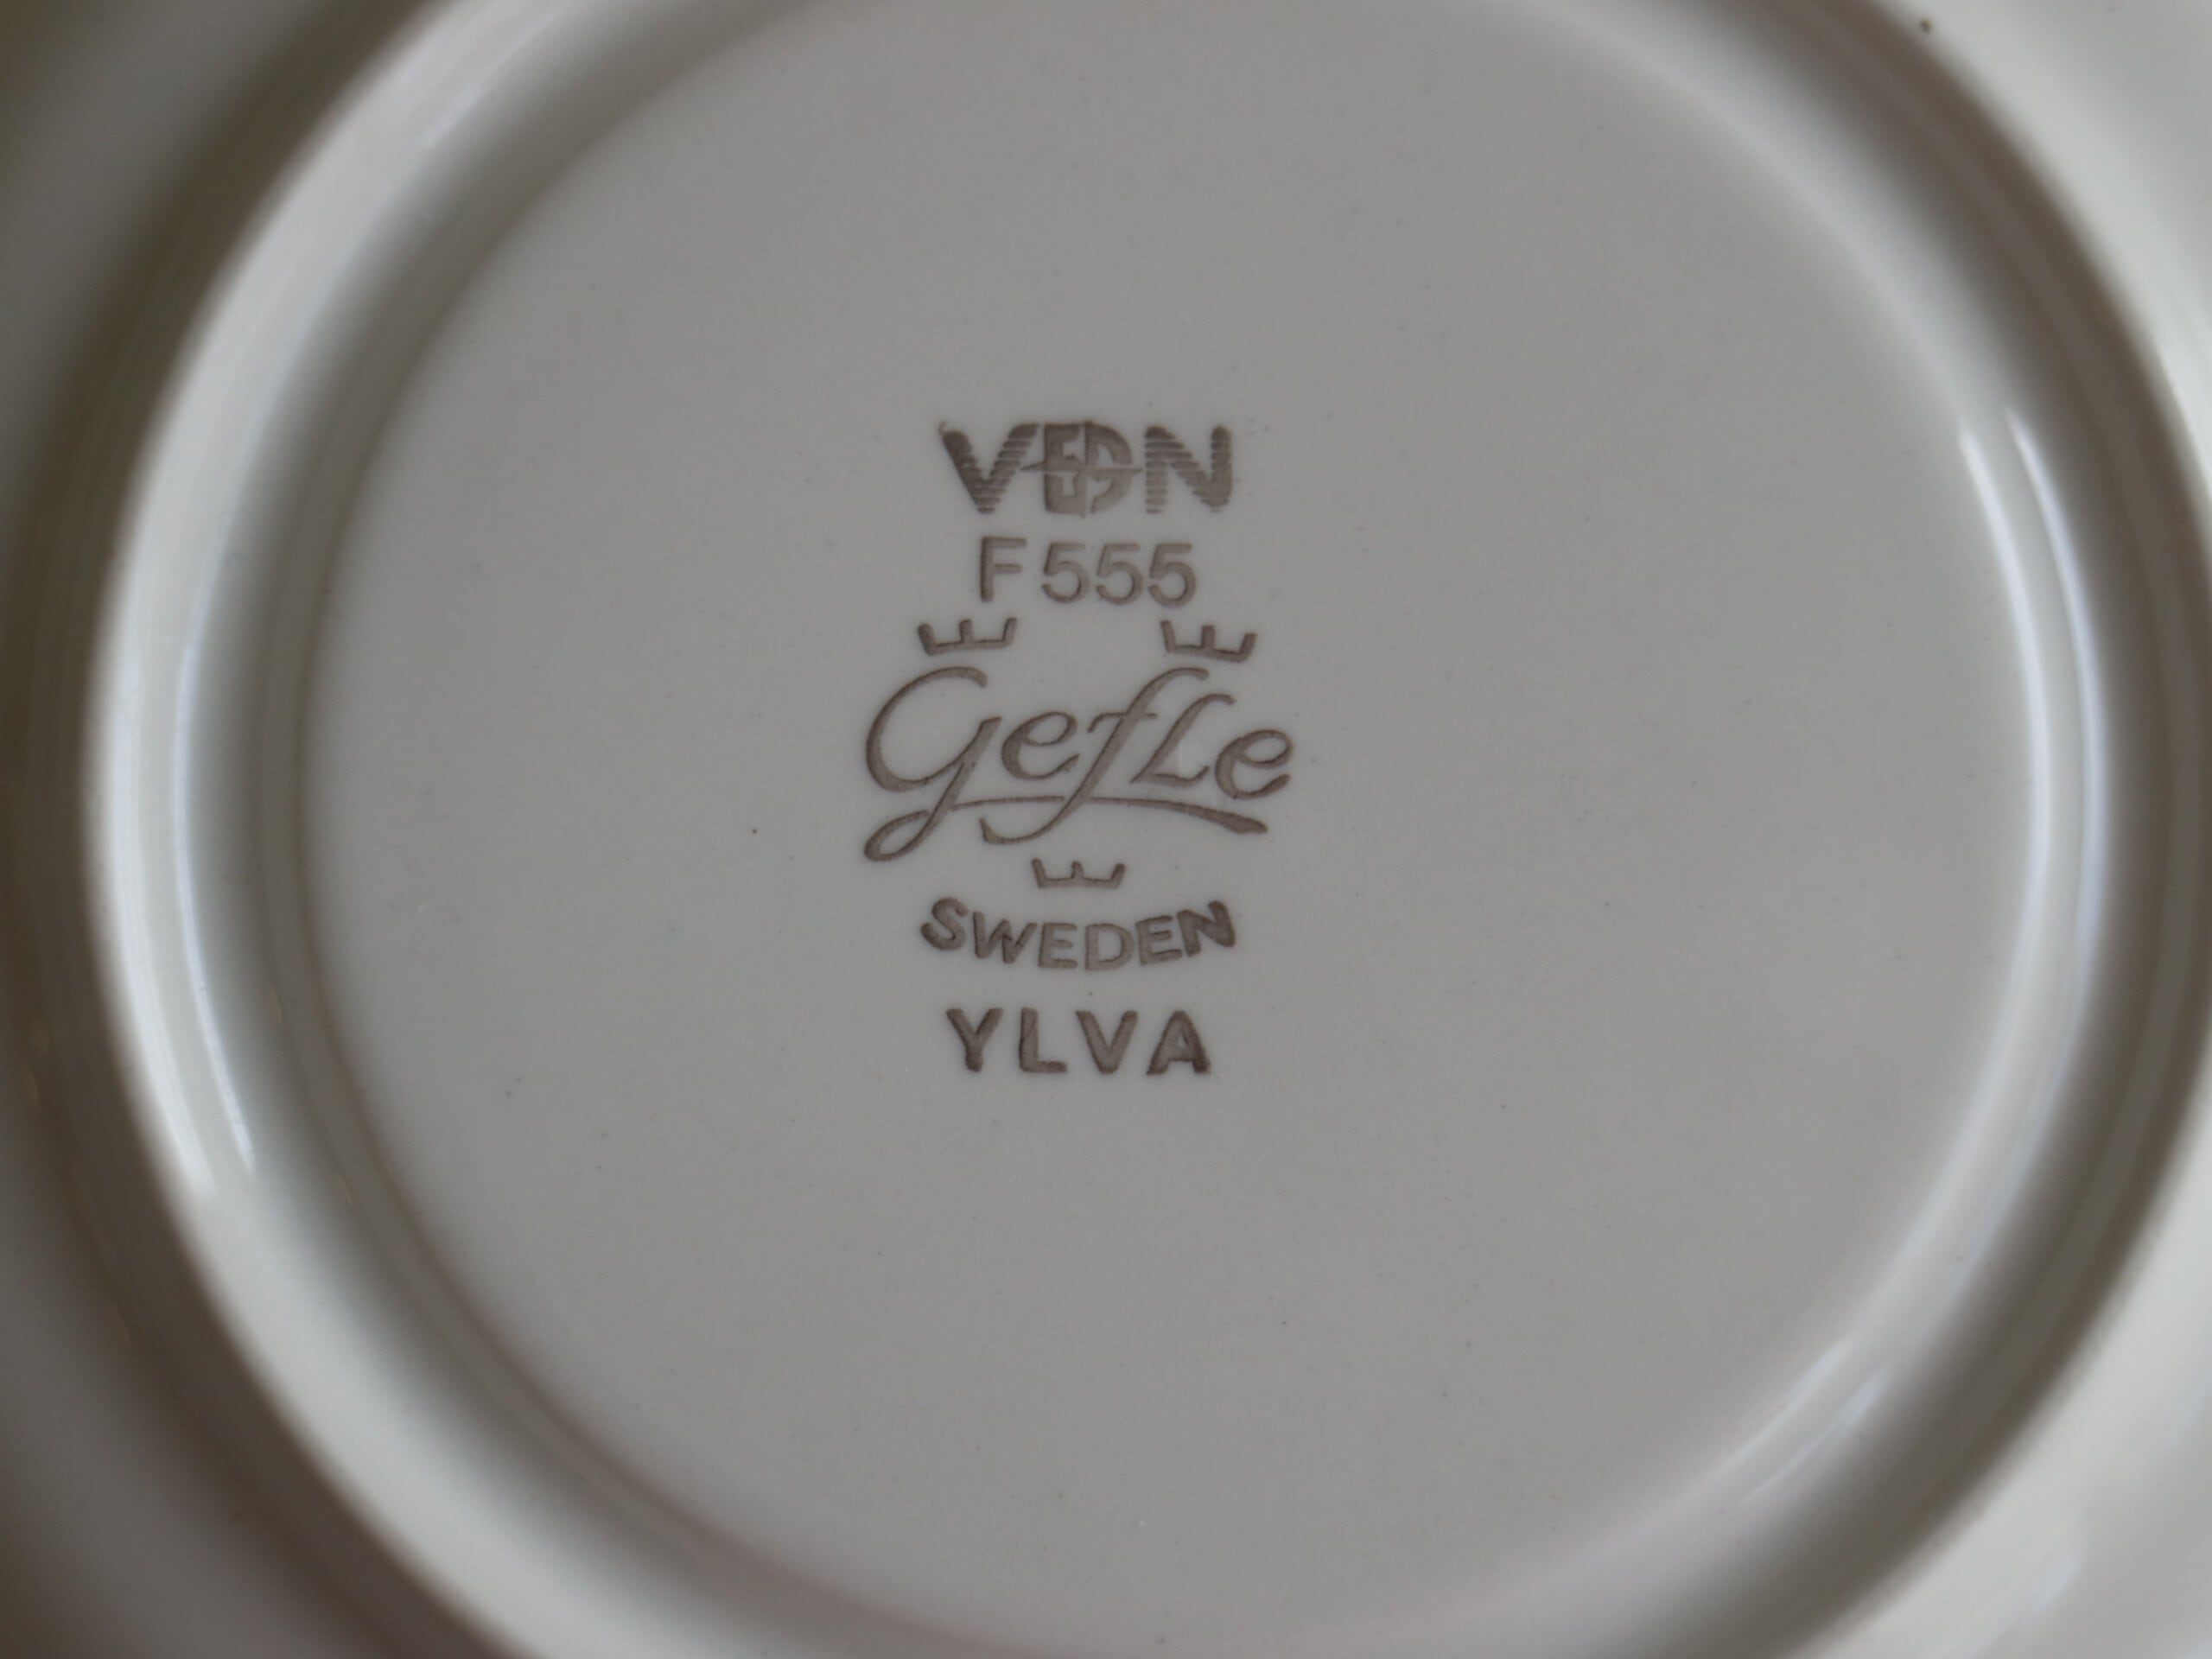 VDN
F555
Gefle
SWEDEN
YLVA